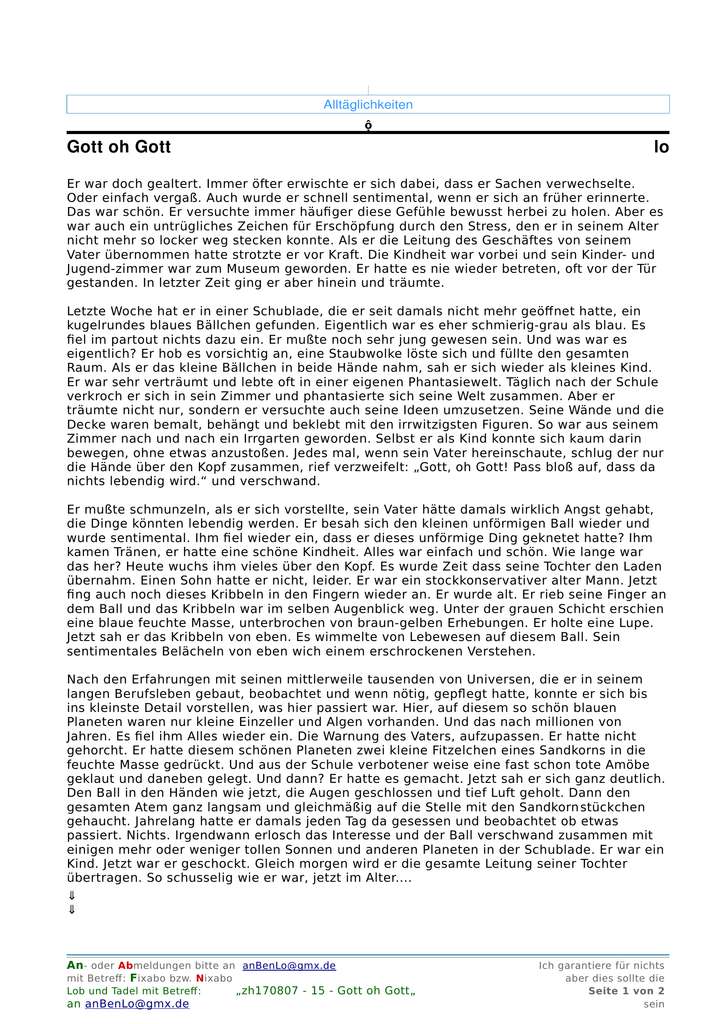 Alltäglichkeiten
Gott oh Gott lo
Er war doch gealtert. Immer öfter erwischte er sich dabei, dass er Sachen verwechselte.
Oder einfach vergaß. Auch wurde er schnell sentimental, wenn er sich an früher erinnerte.
Das war schön. Er versuchte immer häufiger diese Gefühle bewusst herbei zu holen. Aber es
war auch ein untrügliches Zeichen für Erschöpfung durch den Stress, den er in seinem Alter
nicht mehr so locker weg stecken konnte. Als er die Leitung des Geschäftes von seinem
Vater übernommen hatte strotzte er vor Kraft. Die Kindheit war vorbei und sein Kinder- und
Jugend-zimmer war zum Museum geworden. Er hatte es nie wieder betreten, oft vor der Tür
gestanden. In letzter Zeit ging er aber hinein und träumte.
Letzte Woche hat er in einer Schublade, die er seit damals nicht mehr geöffnet hatte, ein
kugelrundes blaues Bällchen gefunden. Eigentlich war es eher schmierig-grau als blau. Es
fiel im partout nichts dazu ein. Er mußte noch sehr jung gewesen sein. Und was war es
eigentlich? Er hob es vorsichtig an, eine Staubwolke löste sich und füllte den gesamten
Raum. Als er das kleine Bällchen in beide Hände nahm, sah er sich wieder als kleines Kind.
Er war sehr verträumt und lebte oft in einer eigenen Phantasiewelt. Täglich nach der Schule
verkroch er sich in sein Zimmer und phantasierte sich seine Welt zusammen. Aber er
träumte nicht nur, sondern er versuchte auch seine Ideen umzusetzen. Seine Wände und die
Decke waren bemalt, behängt und beklebt mit den irrwitzigsten Figuren. So war aus seinem
Zimmer nach und nach ein Irrgarten geworden. Selbst er als Kind konnte sich kaum darin
bewegen, ohne etwas anzustoßen. Jedes mal, wenn sein Vater hereinschaute, schlug der nur
die Hände über den Kopf zusammen, rief verzweifelt: „Gott, oh Gott! Pass bloß auf, dass da
nichts lebendig wird.“ und verschwand.
Er mußte schmunzeln, als er sich vorstellte, sein Vater hätte damals wirklich Angst gehabt,
die Dinge könnten lebendig werden. Er besah sich den kleinen unförmigen Ball wieder und
wurde sentimental. Ihm fiel wieder ein, dass er dieses unförmige Ding geknetet hatte? Ihm
kamen Tränen, er hatte eine schöne Kindheit. Alles war einfach und schön. Wie lange war
das her? Heute wuchs ihm vieles über den Kopf. Es wurde Zeit dass seine Tochter den Laden
übernahm. Einen Sohn hatte er nicht, leider. Er war ein stockkonservativer alter Mann. Jetzt
fing auch noch dieses Kribbeln in den Fingern wieder an. Er wurde alt. Er rieb seine Finger an
dem Ball und das Kribbeln war im selben Augenblick weg. Unter der grauen Schicht erschien
eine blaue feuchte Masse, unterbrochen von braun-gelben Erhebungen. Er holte eine Lupe.
Jetzt sah er das Kribbeln von eben. Es wimmelte von Lebewesen auf diesem Ball. Sein
sentimentales Belächeln von eben wich einem erschrockenen Verstehen.
Nach den Erfahrungen mit seinen mittlerweile tausenden von Universen, die er in seinem
langen Berufsleben gebaut, beobachtet und wenn nötig, gepflegt hatte, konnte er sich bis
ins kleinste Detail vorstellen, was hier passiert war. Hier, auf diesem so schön blauen
Planeten waren nur kleine Einzeller und Algen vorhanden. Und das nach millionen von
Jahren. Es fiel ihm Alles wieder ein. Die Warnung des Vaters, aufzupassen. Er hatte nicht
gehorcht. Er hatte diesem schönen Planeten zwei kleine Fitzelchen eines Sandkorns in die
feuchte Masse gedrückt. Und aus der Schule verbotener weise eine fast schon tote Amöbe
geklaut und daneben gelegt. Und dann? Er hatte es gemacht. Jetzt sah er sich ganz deutlich.
Den Ball in den Händen wie jetzt, die Augen geschlossen und tief Luft geholt. Dann den
gesamten Atem ganz langsam und gleichmäßig auf die Stelle mit den Sandkornstückchen
gehaucht. Jahrelang hatte er damals jeden Tag da gesessen und beobachtet ob etwas
passiert. Nichts. Irgendwann erlosch das Interesse und der Ball verschwand zusammen mit
einigen mehr oder weniger tollen Sonnen und anderen Planeten in der Schublade. Er war ein
Kind. Jetzt war er geschockt. Gleich morgen wird er die gesamte Leitung seiner Tochter
übertragen. So schusselig wie er war, jetzt im Alter....
⇓
⇓
An- oder Abmeldungen bitte an anBenLo@gmx.de Ich garantiere für nichts
mit Betreff: Fixabo bzw. Nixabo aber dies sollte die
Lob und Tadel mit Betreff: „zh170807 - 15 - Gott oh Gott„ Seite 1 von 2
an anBenLo@gmx.de sein